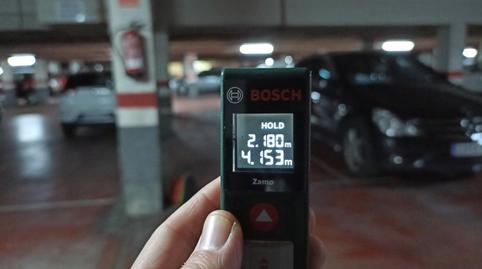 BOSCH
HOLD
2.180m
4.153m
Zamo